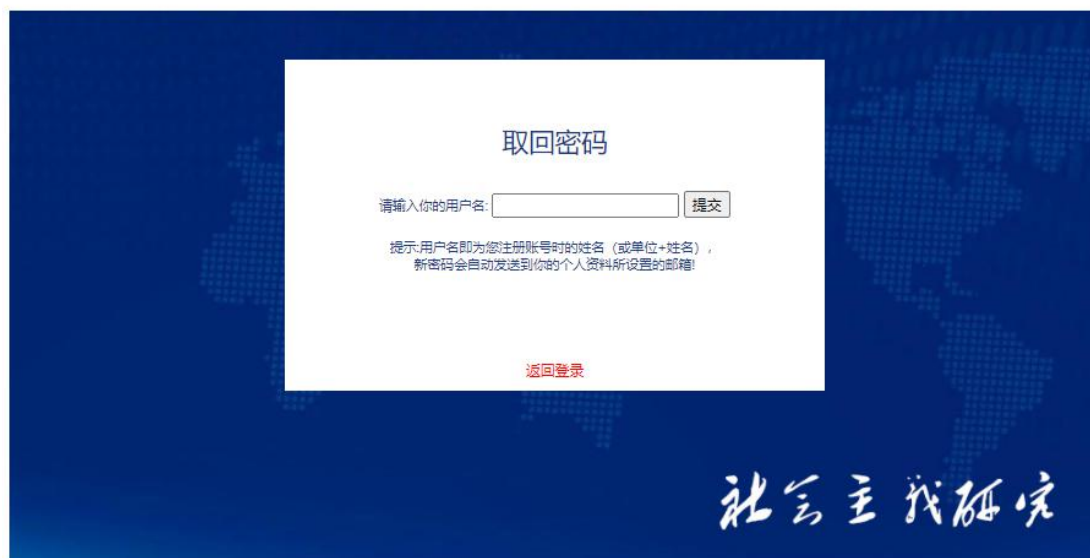 取回密码
请输入你的用户名: 提交
提示:用户名即为您注册账号时的姓名（或单位+姓名）,
新密码会自动发送到你的个人资料所设置的邮箱!
返回登录
社会主义研究